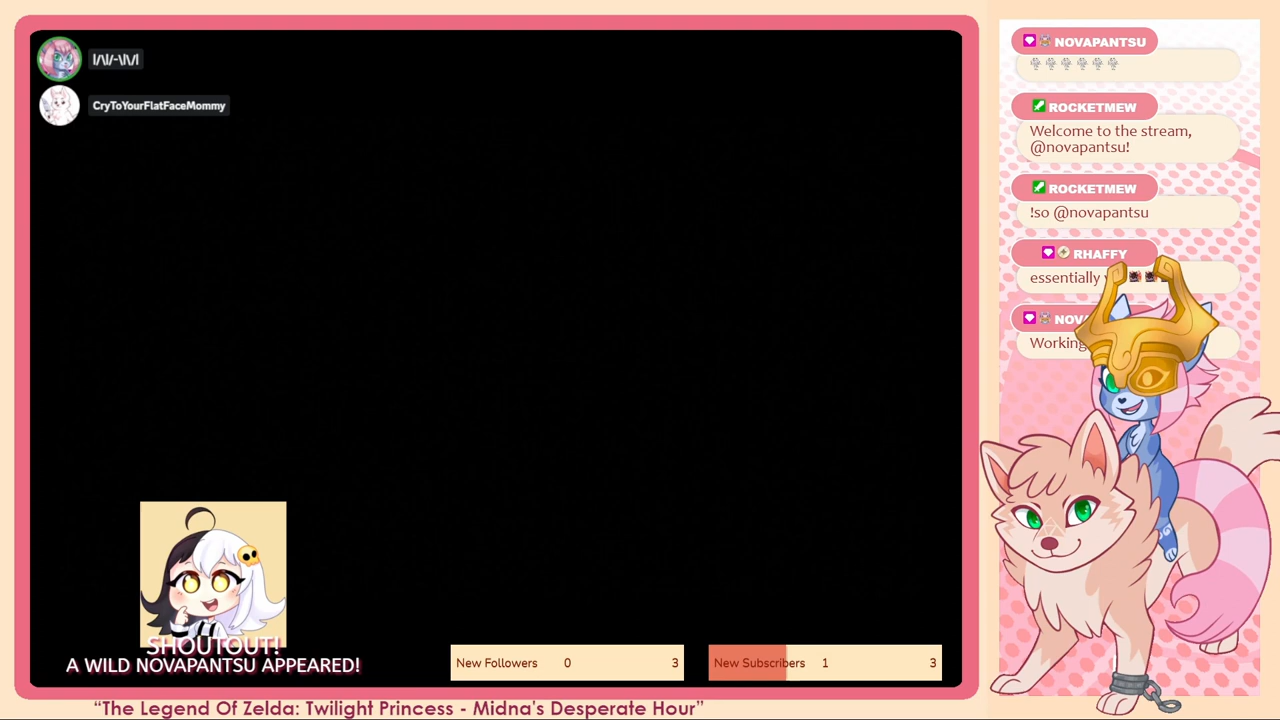 CryToYourFlatFaceMommy
SHOUTOUT!
A WILD NOVAPANTSU APPEARED!
New Followers 0 3
New Subscribers 1 3
"The Legend Of Zelda: Twilight Princess - Midna's Desperate Hour"
NOVAPANTSU
ROCKETMEW
Welcome to the stream,
@novapantsu!
ROCKETMEW
!so @novapantsu
RHAFFY
essentially
NOVA
Working